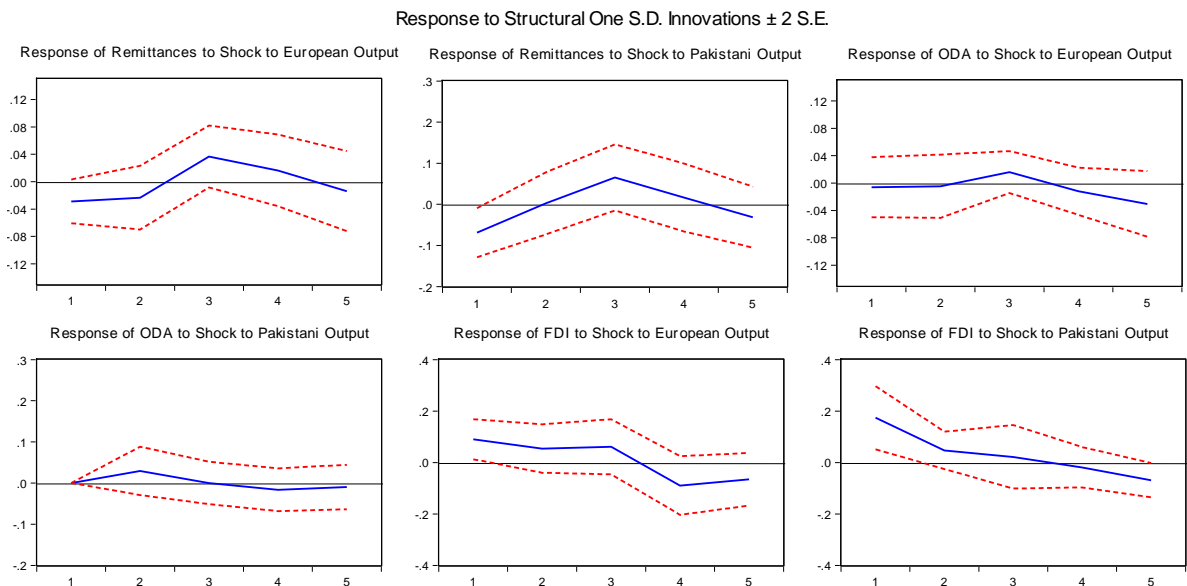 Response to Structural One S.D. Innovations ± 2 S.E.
Response of Remittances to Shock to European Output
.12
.08
.04
.00
-.04
-.08
-.12
1 2 3 4 5
Response of Remittances to Shock to Pakistani Output
.3
.2
.1
.0
-.1
-.2
1 2 3 4 5
Response of ODA to Shock to European Output
.12
.08
.04
.00
-.04
-.08
-.12
1 2 3 4 5
Response of ODA to Shock to Pakistani Output
.3
.2
.1
.0
-.1
-.2
1 2 3 4 5
Response of FDI to Shock to European Output
.4
.2
.0
-.2
-.4
1 2 3 4 5
Response of FDI to Shock to Pakistani Output
.4
.2
.0
-.2
-.4
1 2 3 4 5